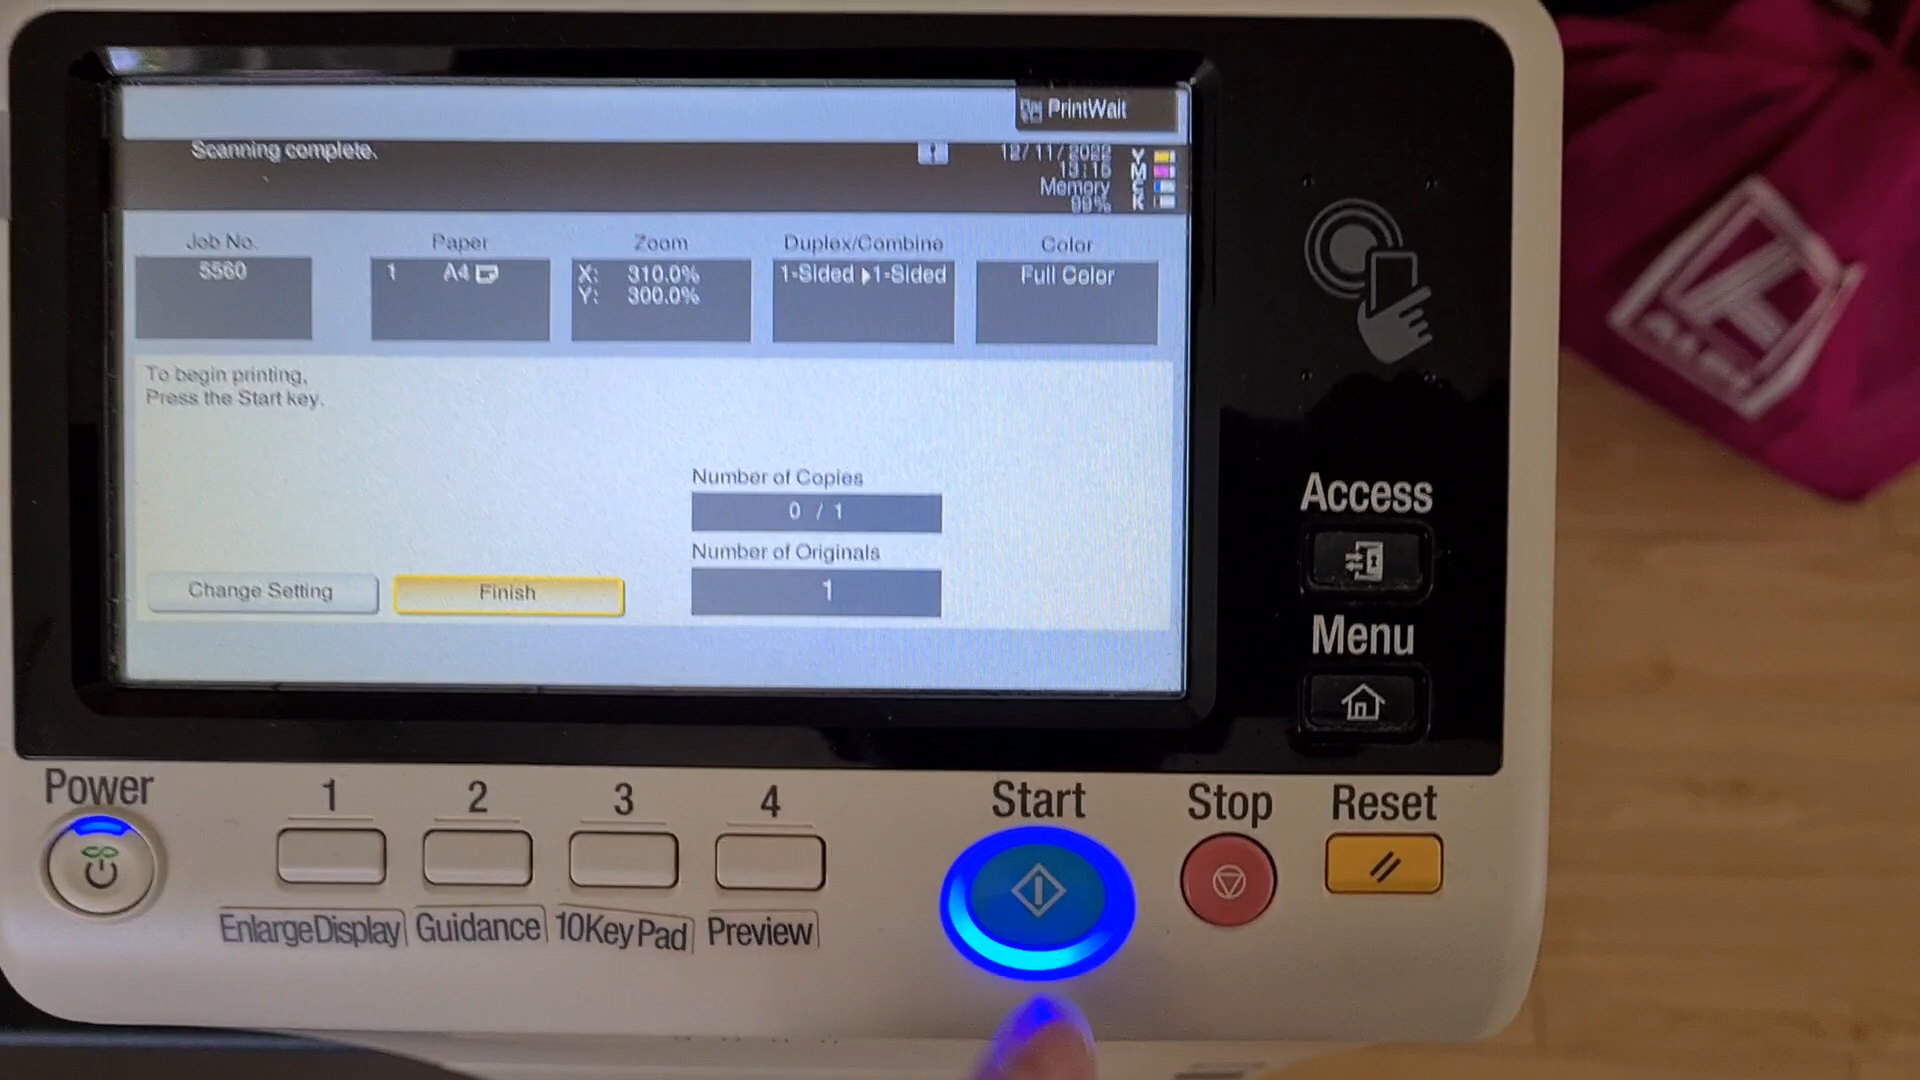 PrintWait
Scanning complete.
12/11/2022
13:15
Memory
99%
Y
M
C
K
Job No.
5560
Paper
1 A4
Zoom
X: 310.0%
Y: 300.0%
Duplex/Combine
1-Sided ▶1-Sided
Color
Full Color
To begin printing,
Press the Start key.
Number of Copies
0 / 1
Number of Originals
1
Change Setting
Finish
Access
Menu
Power
1
2
3
4
Start
Stop
Reset
EnlargeDisplay
Guidance
10Key Pad
Preview